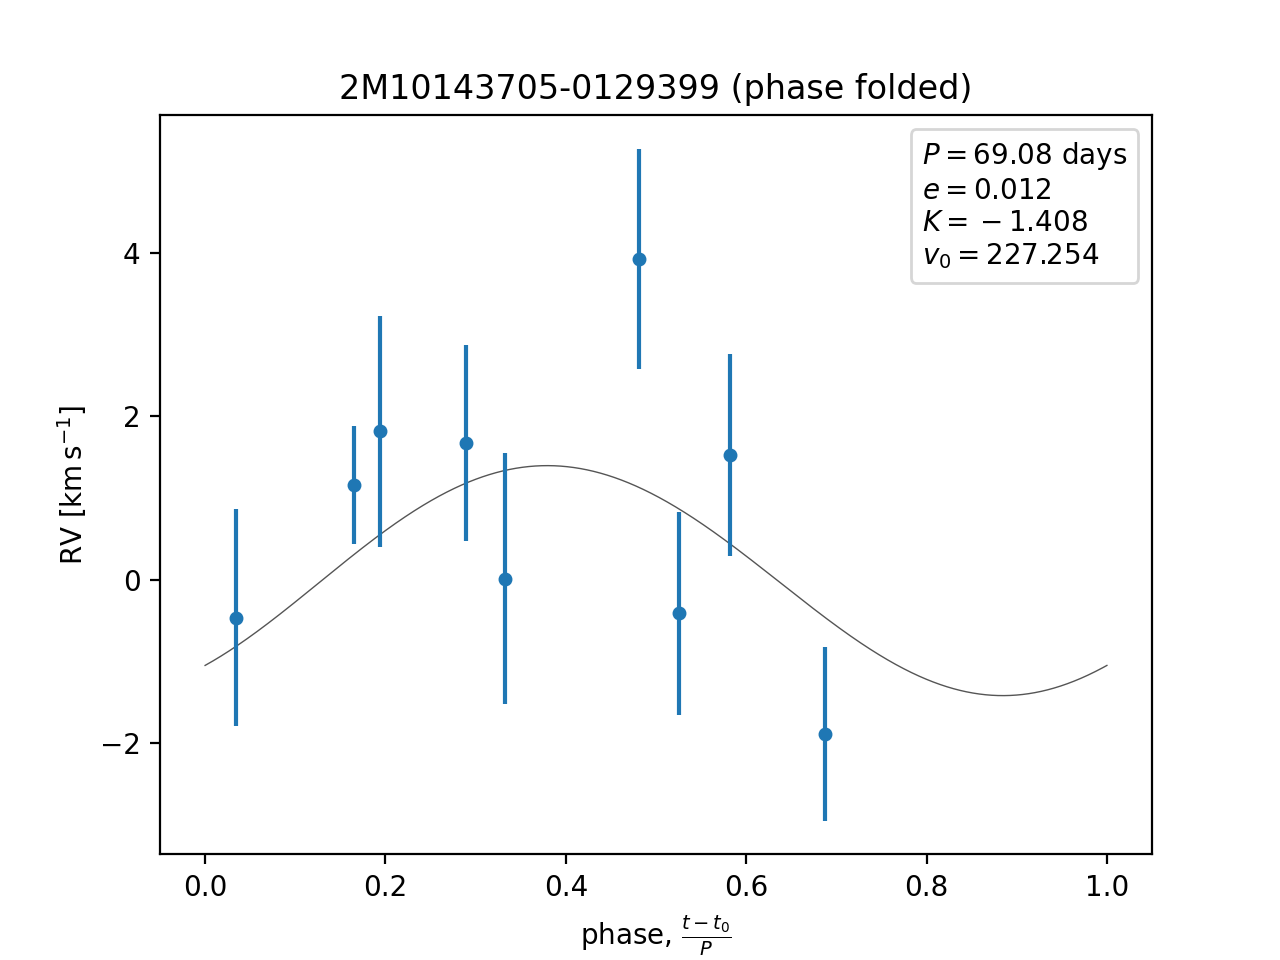 2M10143705-0129399 (phase folded)
P = 69.08 days
e = 0.012
K = −1.408
v₀ = 227.254
RV [km s⁻¹]
4
2
0
−2
0.0 0.2 0.4 0.6 0.8 1.0
phase, (t − t₀)/P